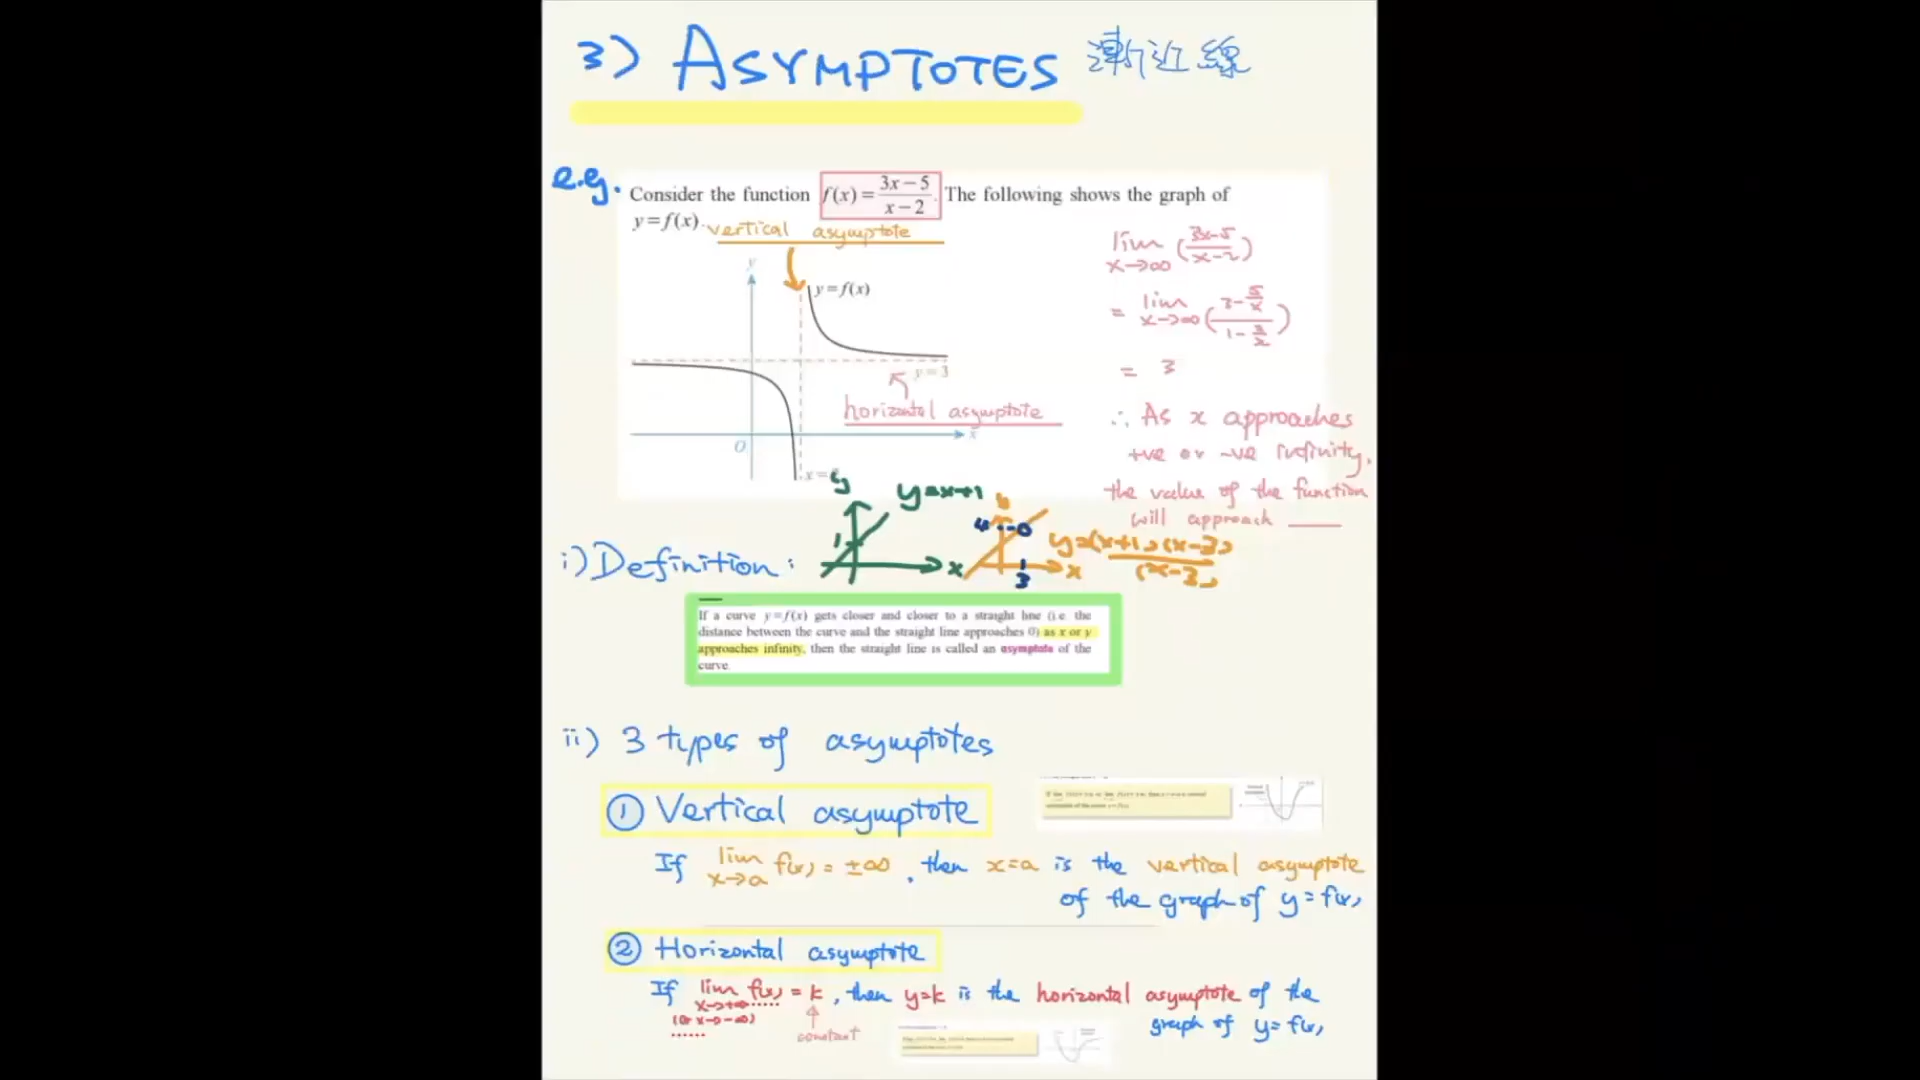 3) ASYMPTOTES 漸近線
e.g. Consider the function f(x) = (3x − 5)/(x − 2). The following shows the graph of
y = f(x).
vertical asymptote
y
y = f(x)
y = 3
horizontal asymptote
O
x
x =
lim x→∞ ((3x-5)/(x-2))
= lim x→∞ ((3 - 5/x)/(1 - 2/x))
= 3
∴ As x approaches
+ve or -ve infinity,
the value of the function
will approach ____
y
y=x+1
1
x
y
4
3
x
y=(x+1)(x-3)/(x-3)
i) Definition:
If a curve y = f(x) gets closer and closer to a straight line (i.e. the
distance between the curve and the straight line approaches 0) as x or y
approaches infinity, then the straight line is called an asymptote of the
curve.
ii) 3 types of asymptotes
① Vertical asymptote
If lim x→a f(x) = ±∞, then x=a is the vertical asymptote
of the graph of y = f(x)
② Horizontal asymptote
If lim x→+∞ f(x) = k, then y=k is the horizontal asymptote of the
(or x→-∞)
graph of y = f(x)
constant